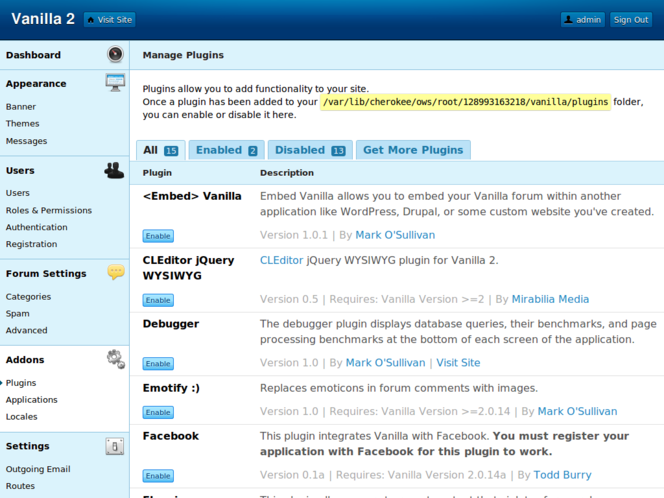 Vanilla 2 Visit Site admin Sign Out
Dashboard
Appearance
Banner
Themes
Messages
Users
Users
Roles & Permissions
Authentication
Registration
Forum Settings
Categories
Spam
Advanced
Addons
Plugins
Applications
Locales
Settings
Outgoing Email
Routes
Manage Plugins
Plugins allow you to add functionality to your site.
Once a plugin has been added to your /var/lib/cherokee/ows/root/128993163218/vanilla/plugins folder,
you can enable or disable it here.
All 15 Enabled 2 Disabled 13 Get More Plugins
Plugin Description
<Embed> Vanilla Embed Vanilla allows you to embed your Vanilla forum within another
application like WordPress, Drupal, or some custom website you've created.
Enable Version 1.0.1 | By Mark O'Sullivan
CLEditor jQuery CLEditor jQuery WYSIWYG plugin for Vanilla 2.
WYSIWYG
Enable Version 0.5 | Requires: Vanilla Version >=2 | By Mirabilia Media
Debugger The debugger plugin displays database queries, their benchmarks, and page
processing benchmarks at the bottom of each screen of the application.
Enable Version 1.0 | By Mark O'Sullivan | Visit Site
Emotify :) Replaces emoticons in forum comments with images.
Enable Version 1.0 | Requires: Vanilla Version >=2.0.14 | By Mark O'Sullivan
Facebook This plugin integrates Vanilla with Facebook. You must register your
application with Facebook for this plugin to work.
Enable Version 0.1a | Requires: Vanilla Version 2.0.14a | By Todd Burry